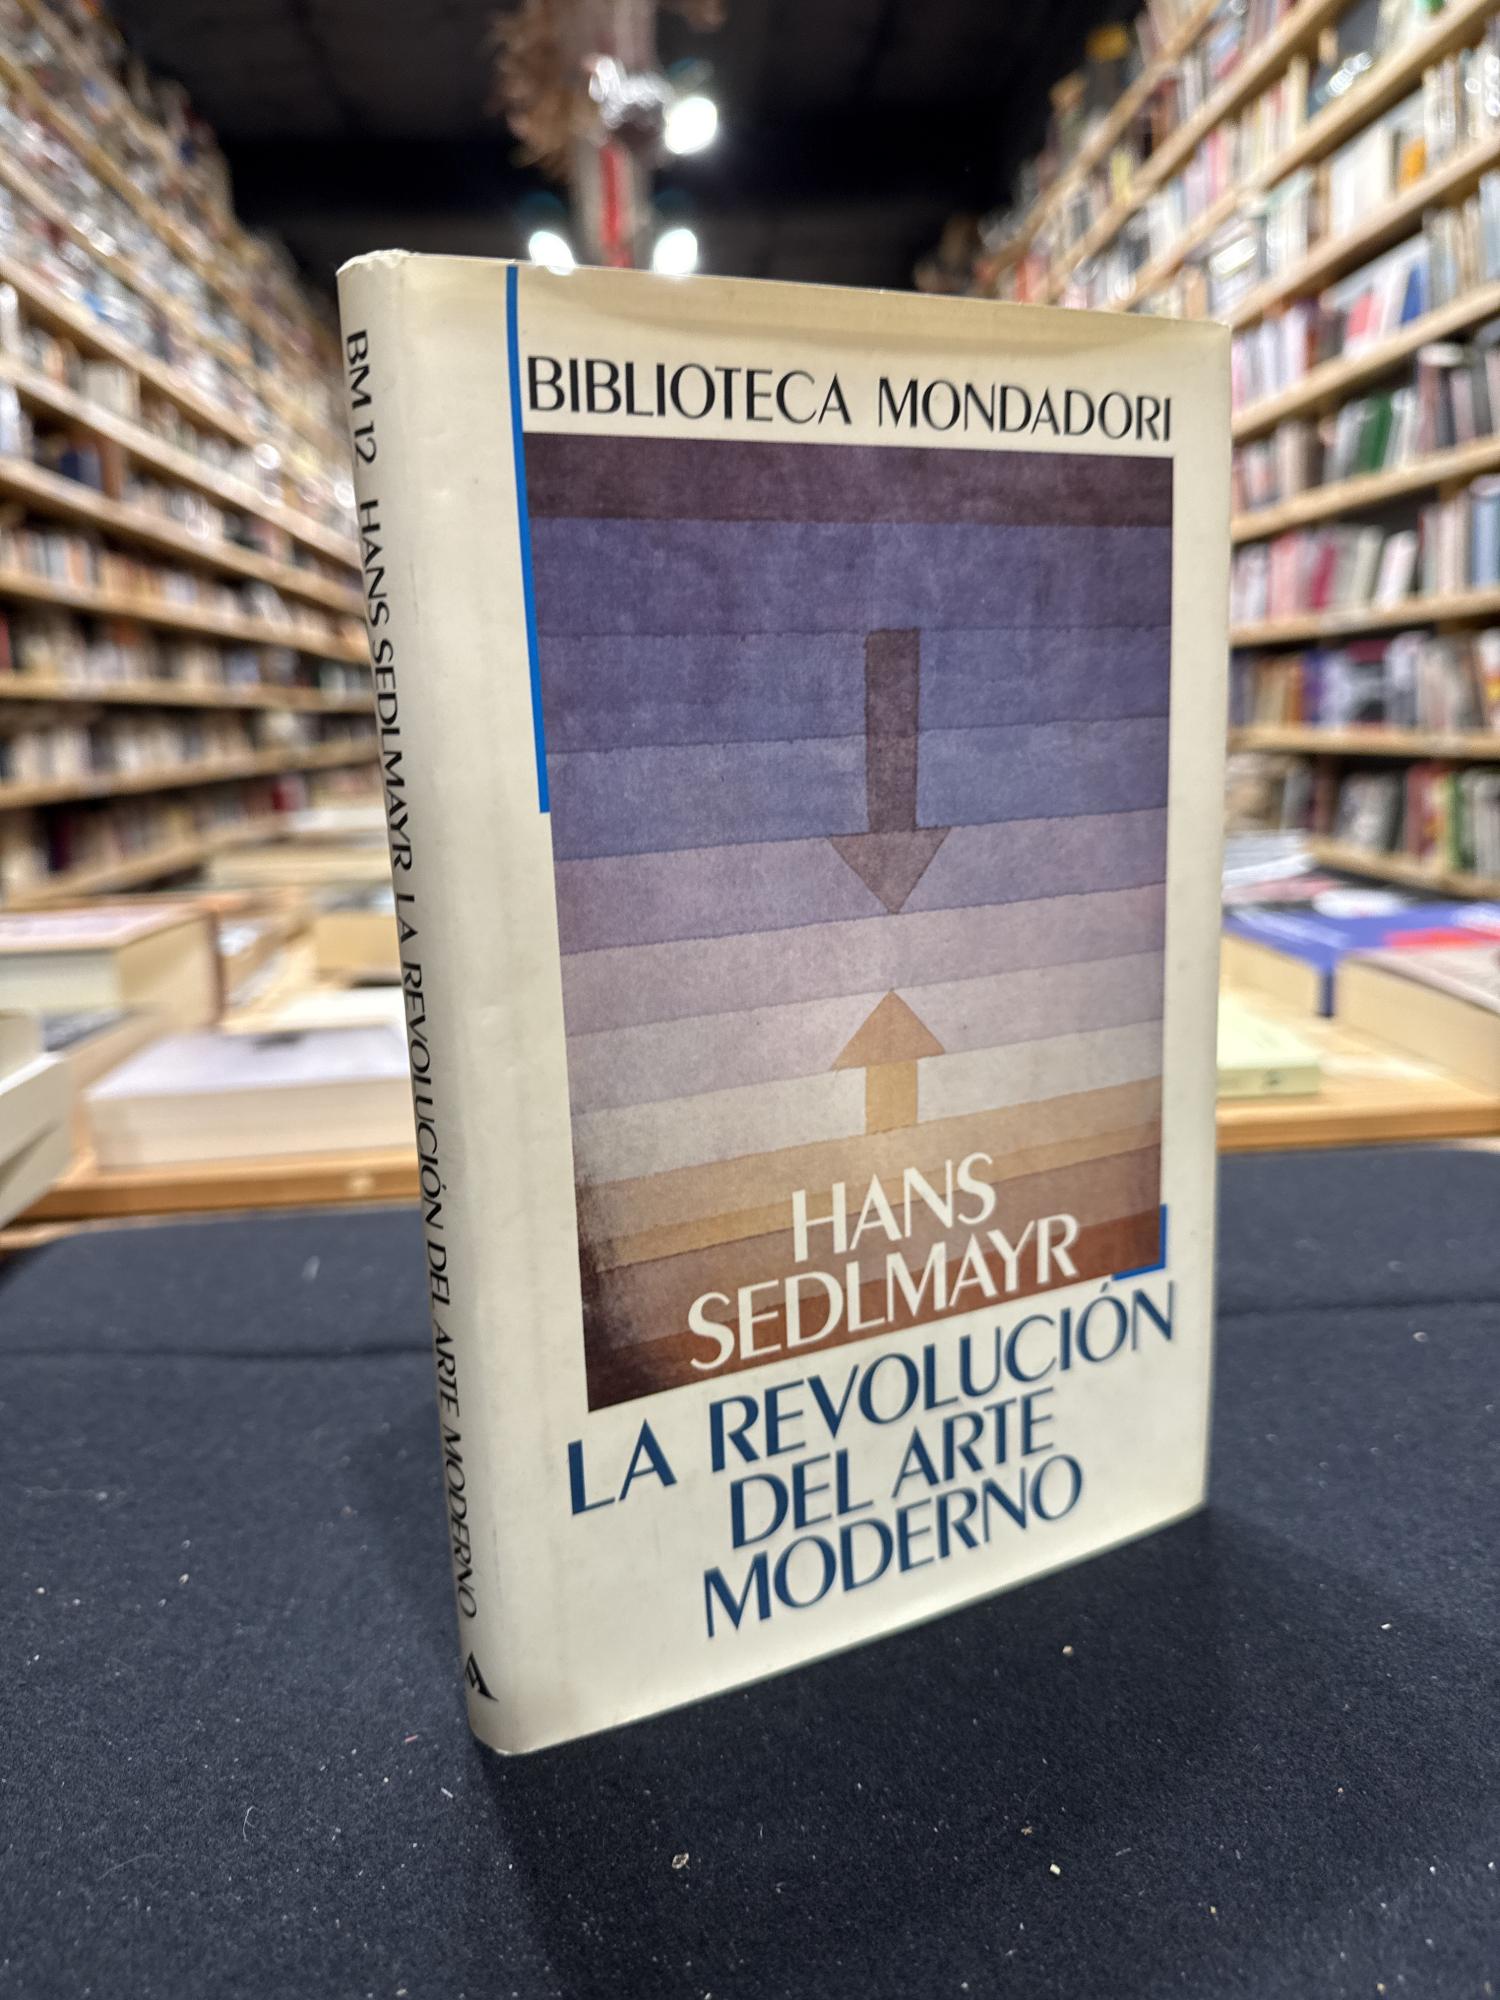 BM 12 HANS SEDLMAYR LA REVOLUCIÓN DEL ARTE MODERNO
BIBLIOTECA MONDADORI
HANS
SEDLMAYR
LA REVOLUCIÓN
DEL ARTE
MODERNO